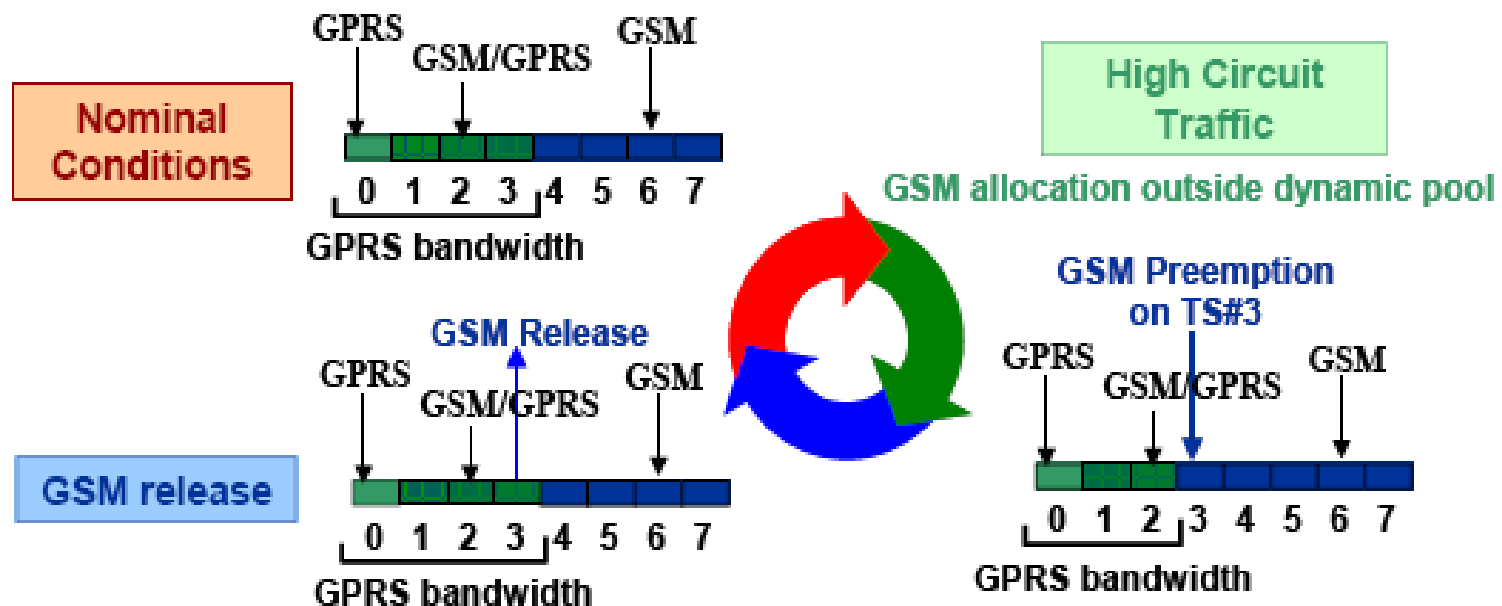 GPRS
GSM/GPRS
GSM
Nominal
Conditions
0 1 2 3 4 5 6 7
GPRS bandwidth
High Circuit
Traffic
GSM allocation outside dynamic pool
GSM Preemption
on TS#3
GPRS
GSM/GPRS
GSM
0 1 2 3 4 5 6 7
GPRS bandwidth
GSM Release
GPRS
GSM/GPRS
GSM
GSM release
0 1 2 3 4 5 6 7
GPRS bandwidth